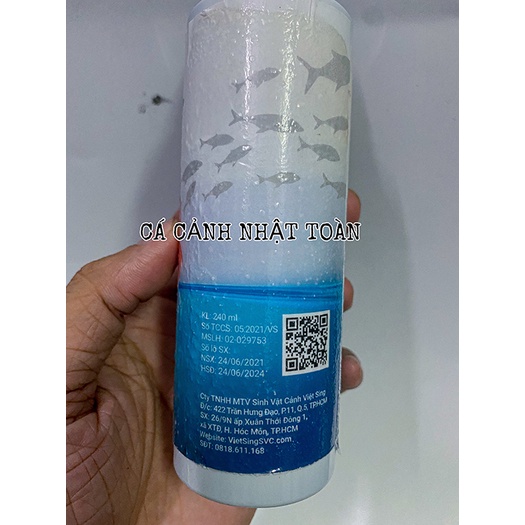 CÁ CẢNH NHẬT TOÀN
KL: 240 ml
Số TCCS: 05:2021/VS
MSLH: 02-029753
Số lô SX:
NSX: 24/06/2021
HSD: 24/06/2024
Cty TNHH MTV Sinh Vật Cảnh Việt Sing
Đ/c: 422 Trần Hưng Đạo, P.11, Q.5, TP.HCM
SX: 26/9N ấp Xuân Thới Đông 1,
xã XTĐ, H. Hóc Môn, TP.HCM
Website: VietSingSVC.com
SĐT: 0818.611.168